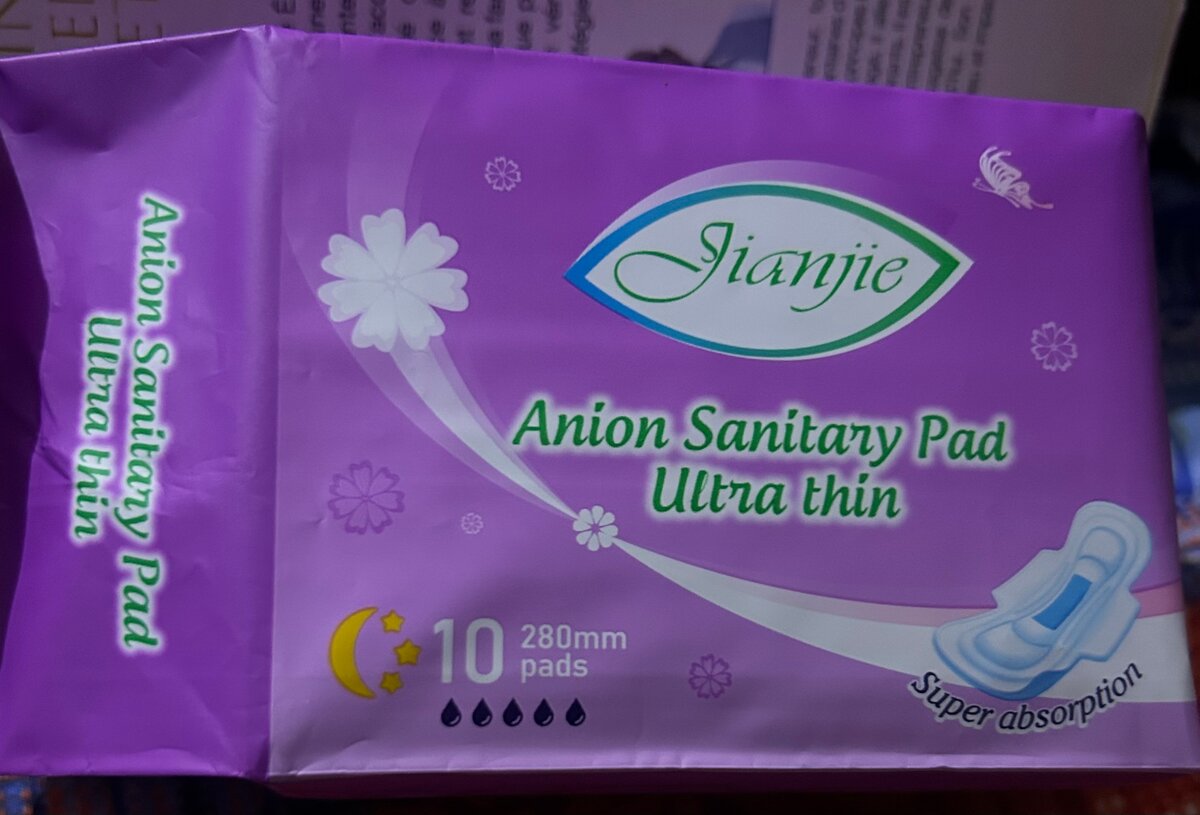 Jianjie
Anion Sanitary Pad
Ultra thin
10
280mm
pads
Super absorption
Anion Sanitary Pad
Ultra thin